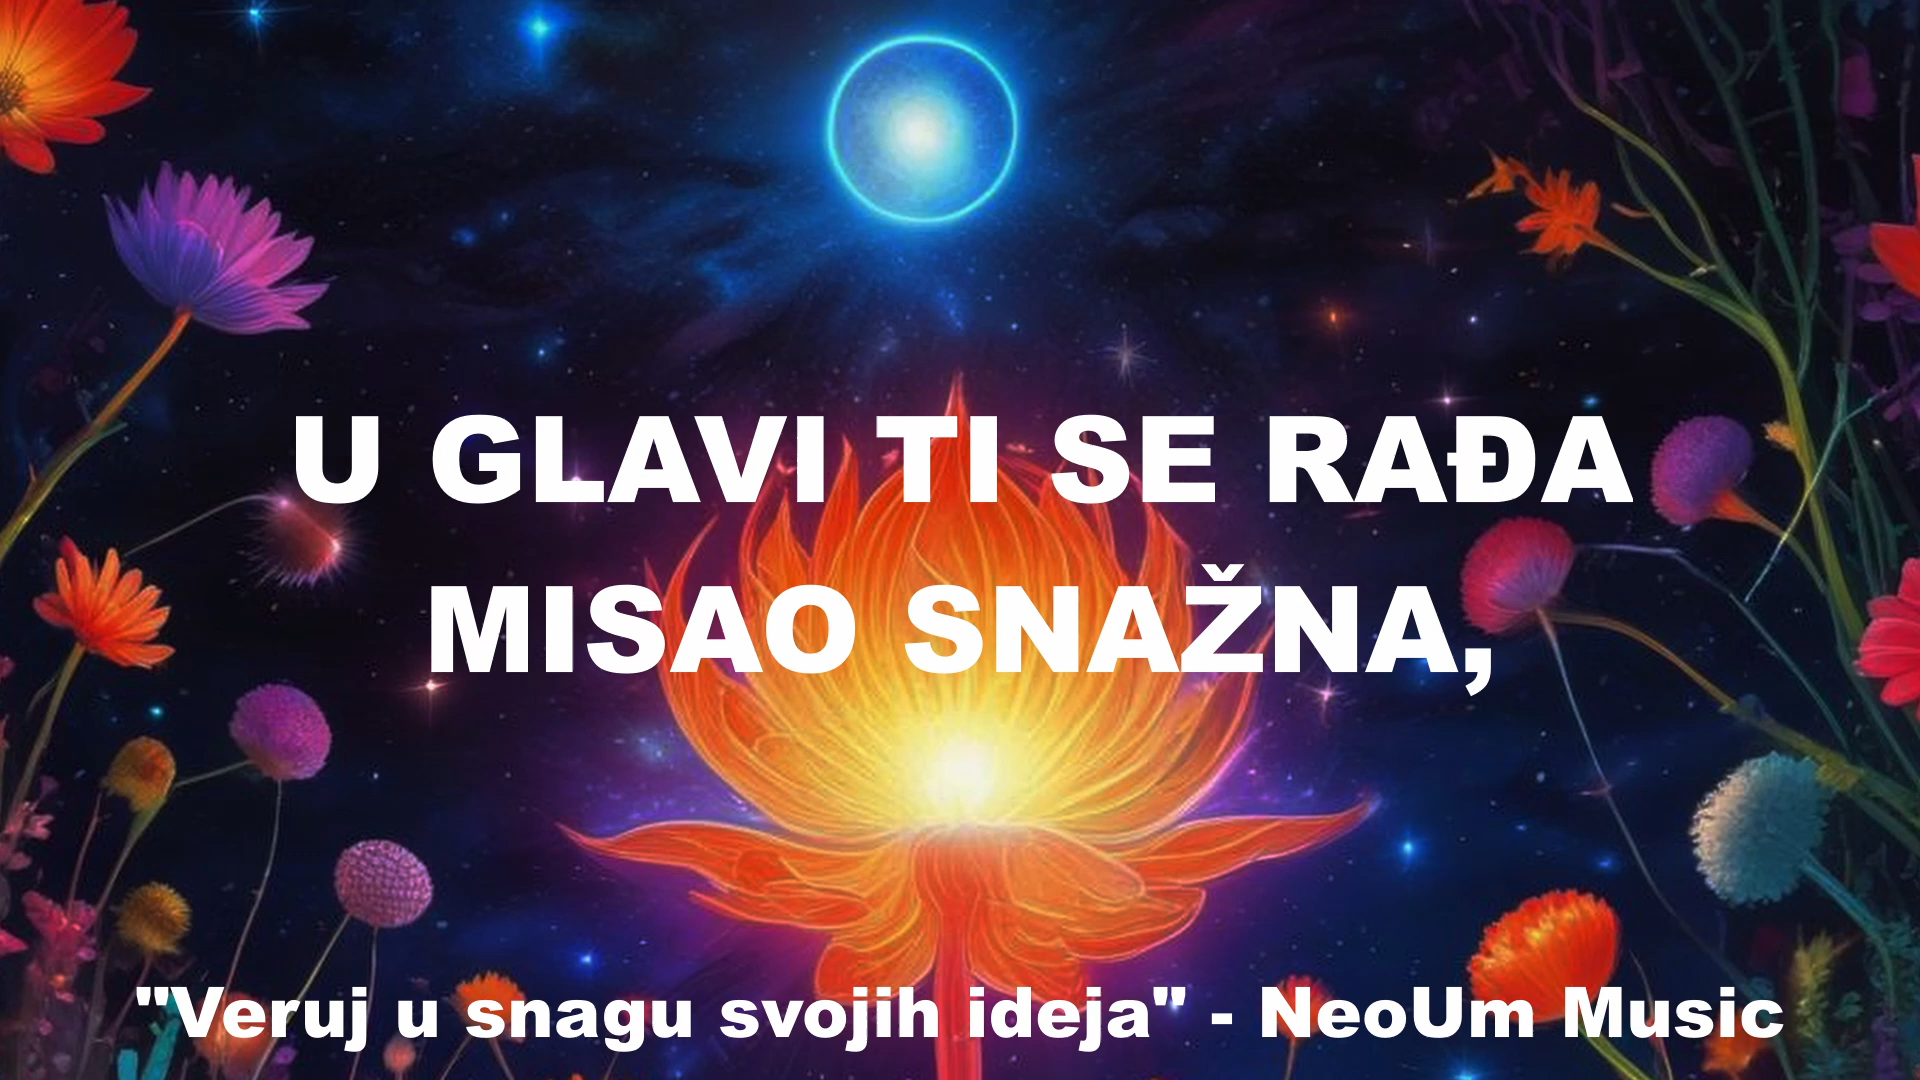 U GLAVI TI SE RAĐA
MISAO SNAŽNA,
"Veruj u snagu svojih ideja" - NeoUm Music